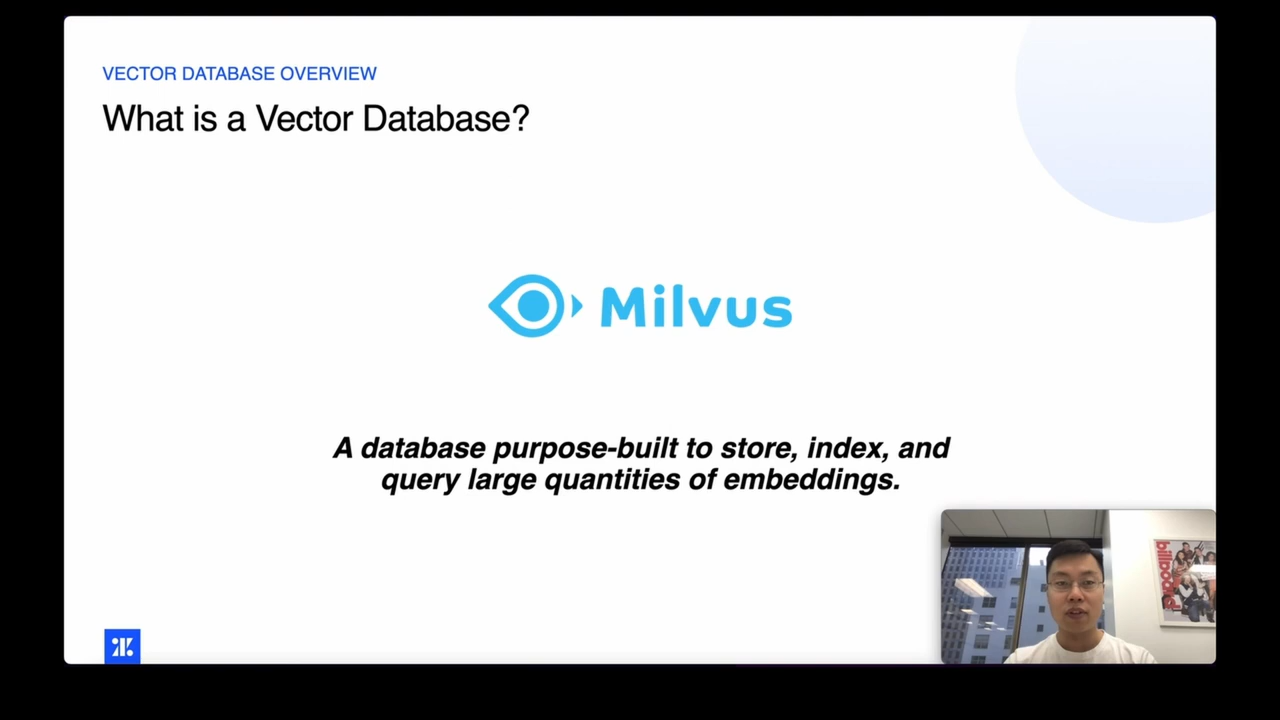 VECTOR DATABASE OVERVIEW
What is a Vector Database?
Milvus
A database purpose-built to store, index, and
query large quantities of embeddings.
billboard